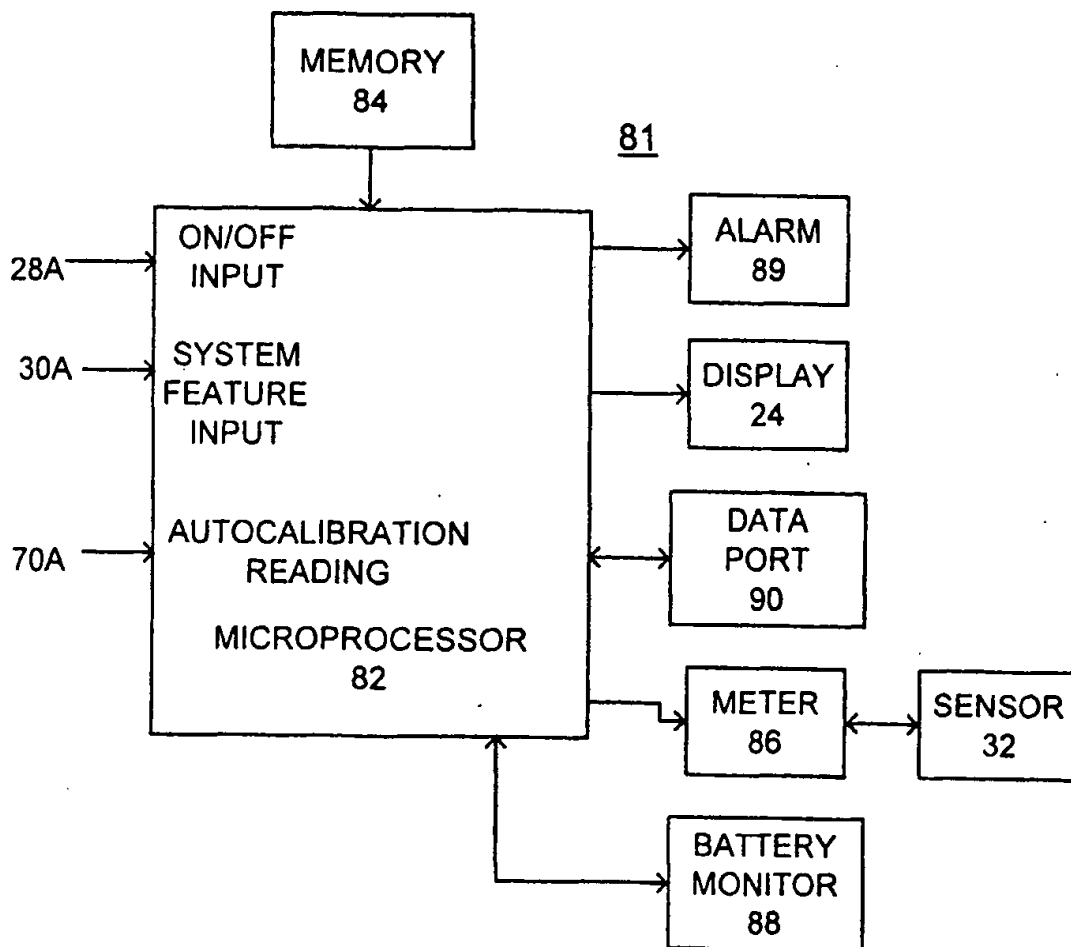 MEMORY
84
81
28A
ON/OFF
INPUT
30A
SYSTEM
FEATURE
INPUT
70A
AUTOCALIBRATION
READING
MICROPROCESSOR
82
ALARM
89
DISPLAY
24
DATA
PORT
90
METER
86
SENSOR
32
BATTERY
MONITOR
88